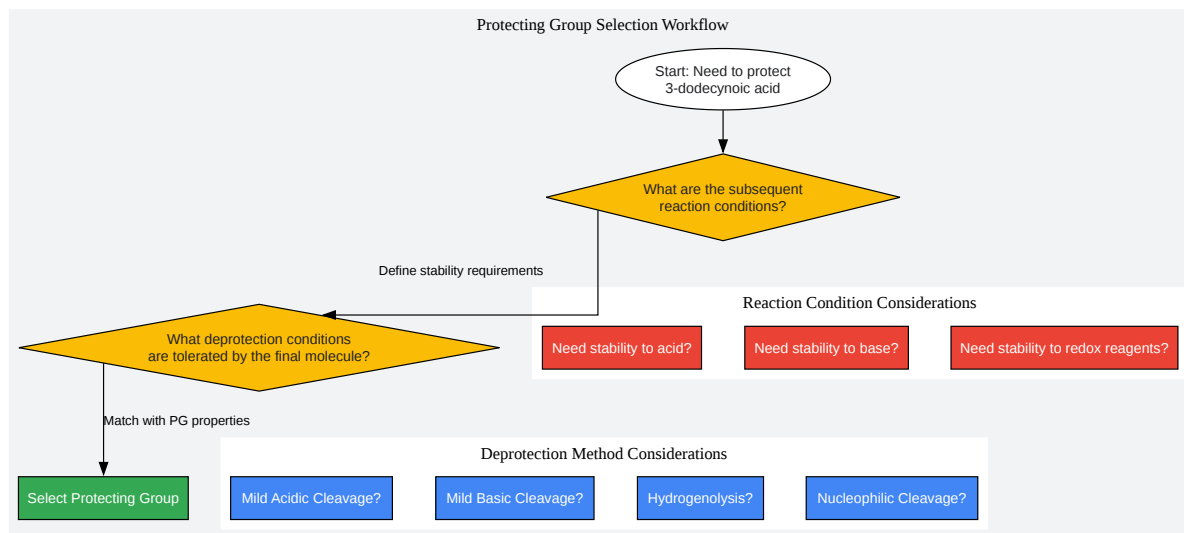 Protecting Group Selection Workflow
Start: Need to protect
3-dodecynoic acid
What are the subsequent
reaction conditions?
Define stability requirements
Reaction Condition Considerations
What deprotection conditions
are tolerated by the final molecule?
Need stability to acid?
Need stability to base?
Need stability to redox reagents?
Match with PG properties
Deprotection Method Considerations
Select Protecting Group
Mild Acidic Cleavage?
Mild Basic Cleavage?
Hydrogenolysis?
Nucleophilic Cleavage?